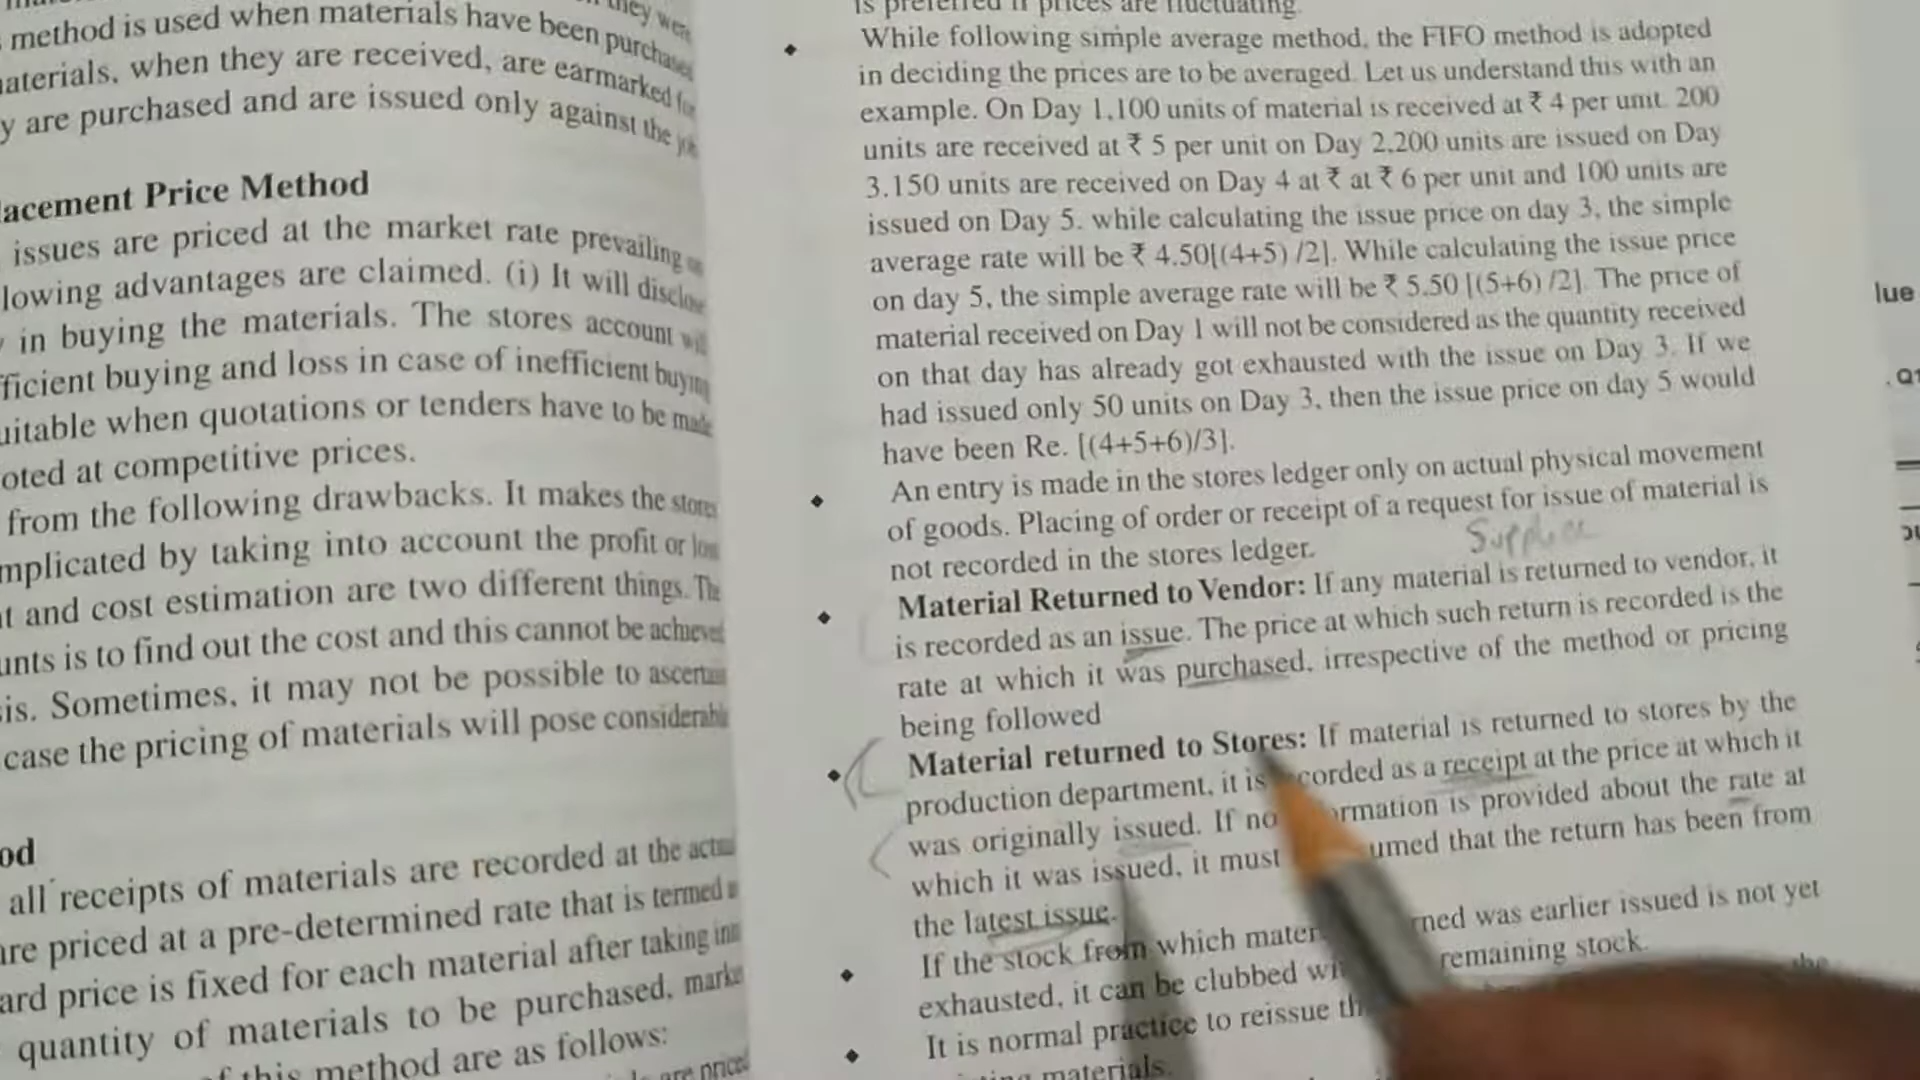 they were
method is used when materials have been purchased
materials, when they are received, are earmarked for
y are purchased and are issued only against the job
lacement Price Method
issues are priced at the market rate prevailing on
lowing advantages are claimed. (i) It will disclose
in buying the materials. The stores account will
fficient buying and loss in case of inefficient buying
uitable when quotations or tenders have to be made
oted at competitive prices.
from the following drawbacks. It makes the stores
mplicated by taking into account the profit or loss
t and cost estimation are two different things. The
unts is to find out the cost and this cannot be achieved
sis. Sometimes, it may not be possible to ascertain
case the pricing of materials will pose considerable
od
all receipts of materials are recorded at the actual
are priced at a pre-determined rate that is termed a
ard price is fixed for each material after taking into
quantity of materials to be purchased, market
of this method are as follows:
are priced
is preferred if prices are fluctuating
While following simple average method, the FIFO method is adopted
in deciding the prices are to be averaged. Let us understand this with an
example. On Day 1,100 units of material is received at ₹ 4 per unit. 200
units are received at ₹ 5 per unit on Day 2,200 units are issued on Day
3.150 units are received on Day 4 at ₹ at ₹ 6 per unit and 100 units are
issued on Day 5. while calculating the issue price on day 3, the simple
average rate will be ₹ 4.50[(4+5) /2]. While calculating the issue price
on day 5, the simple average rate will be ₹ 5.50 [(5+6) /2]. The price of
material received on Day 1 will not be considered as the quantity received
on that day has already got exhausted with the issue on Day 3. If we
had issued only 50 units on Day 3, then the issue price on day 5 would
have been Re. [(4+5+6)/3].
An entry is made in the stores ledger only on actual physical movement
of goods. Placing of order or receipt of a request for issue of material is
not recorded in the stores ledger.
Material Returned to Vendor: If any material is returned to vendor, it
is recorded as an issue. The price at which such return is recorded is the
rate at which it was purchased, irrespective of the method or pricing
being followed
Material returned to Stores: If material is returned to stores by the
production department, it is corded as a receipt at the price at which it
was originally issued. If no ormation is provided about the rate at
which it was issued, it must umed that the return has been from
the latest issue.
If the stock from which mater rned was earlier issued is not yet
exhausted, it can be clubbed wi remaining stock.
It is normal practice to reissue th the
materials.
lue
Q1